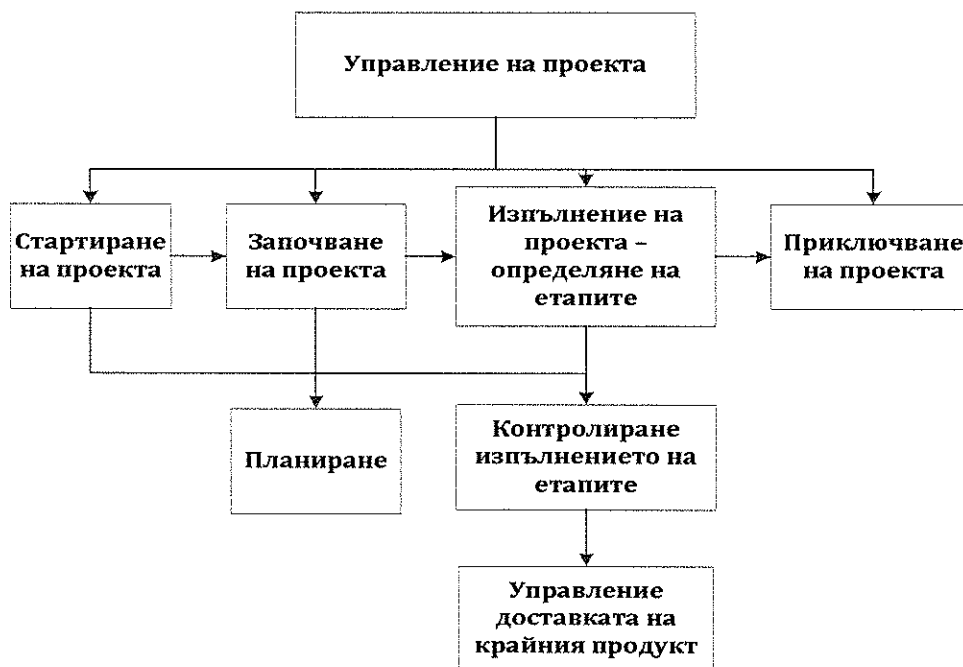 Управление на проекта
Стартиране
на проекта
Започване
на проекта
Изпълнение на
проекта –
определяне на
етапите
Приключване
на проекта
Планиране
Контролиране
изпълнението на
етапите
Управление
доставката на
крайния продукт